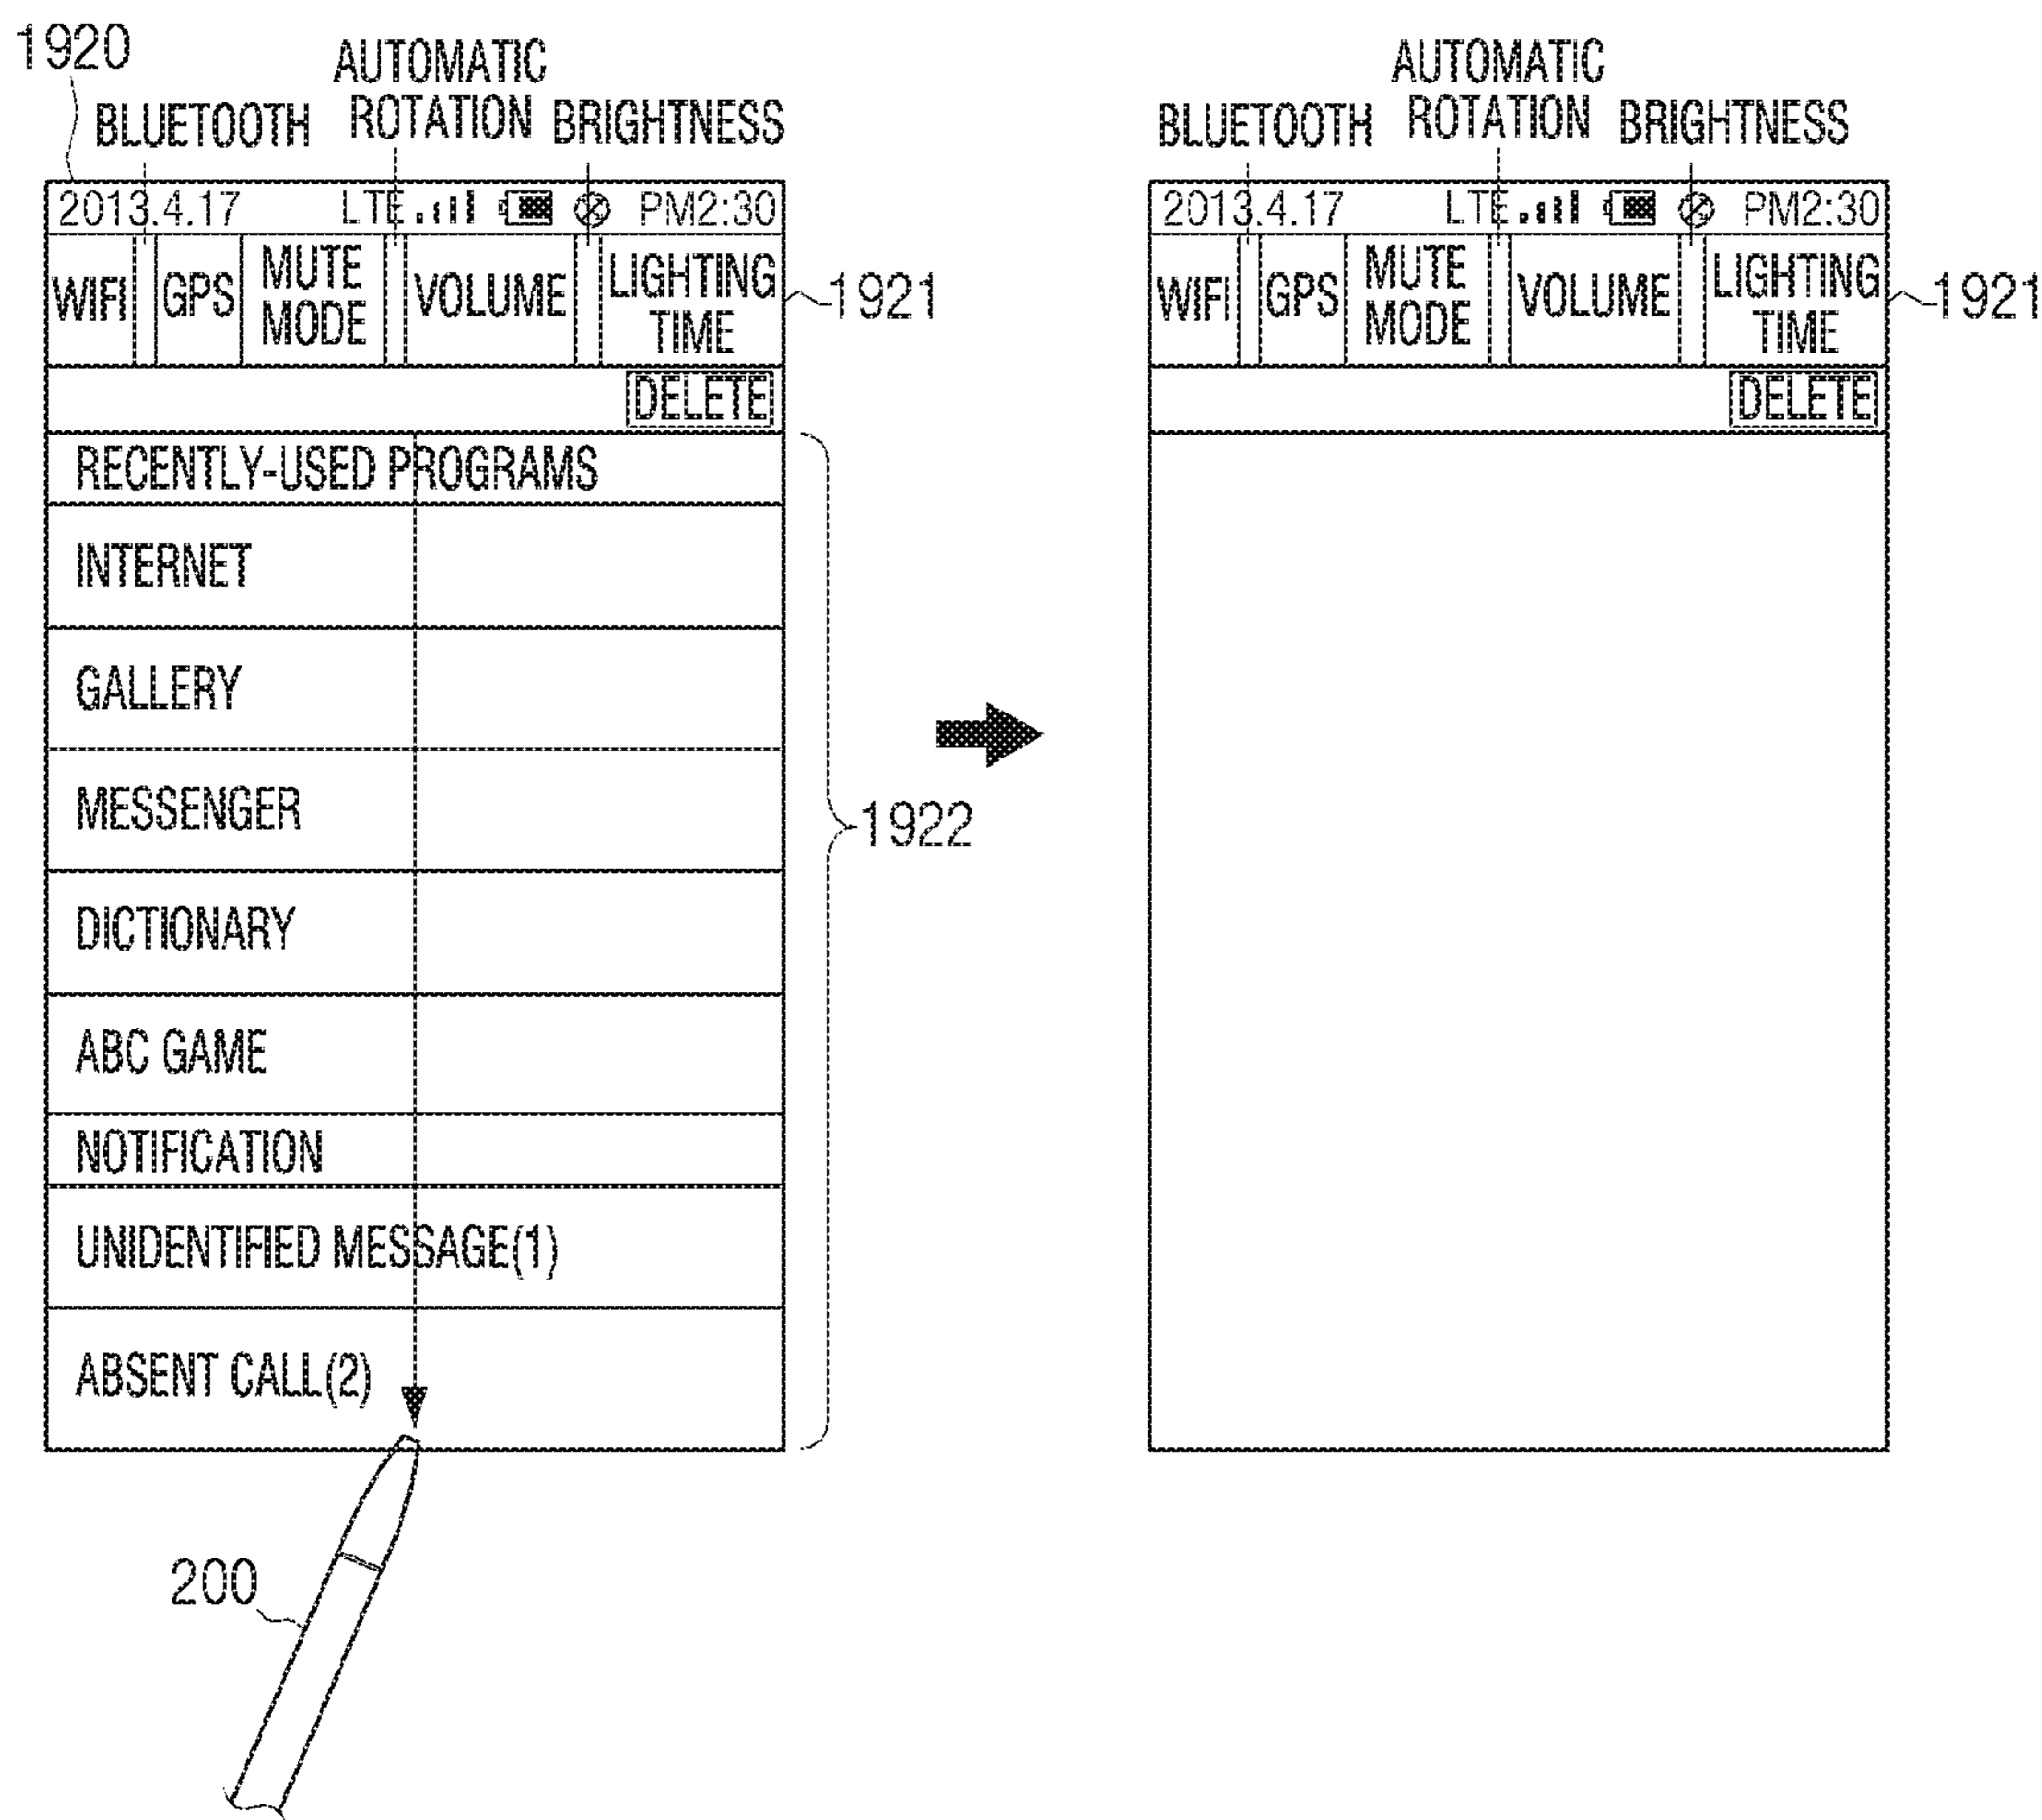 1920
AUTOMATIC
BLUETOOTH ROTATION BRIGHTNESS
2013.4.17 LTE PM2:30
WIFI GPS MUTE MODE VOLUME LIGHTING TIME
1921
DELETE
RECENTLY-USED PROGRAMS
INTERNET
GALLERY
MESSENGER
DICTIONARY
ABC GAME
NOTIFICATION
UNIDENTIFIED MESSAGE(1)
ABSENT CALL(2)
1922
200
AUTOMATIC
BLUETOOTH ROTATION BRIGHTNESS
2013.4.17 LTE PM2:30
WIFI GPS MUTE MODE VOLUME LIGHTING TIME
1921
DELETE